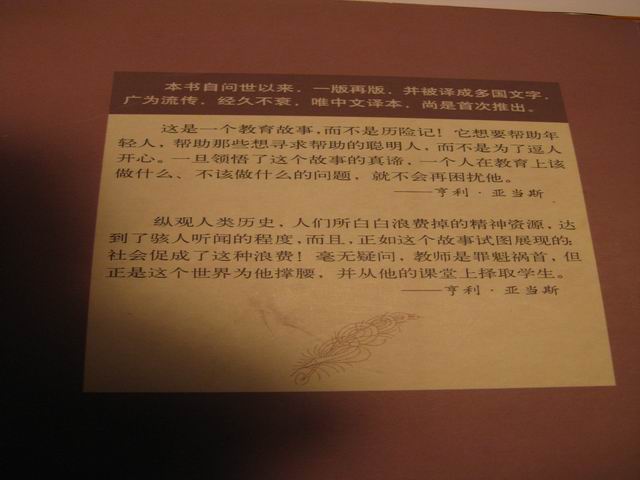 本书自问世以来，一版再版，并被译成多国文字，
广为流传，经久不衰，唯中文译本，尚是首次推出。
这是一个教育故事，而不是历险记！它想要帮助年
轻人，帮助那些想寻求帮助的聪明人，而不是为了逗人
开心。一旦领悟了这个故事的真谛，一个人在教育上该
做什么、不该做什么的问题，就不会再困扰他。
——亨利·亚当斯
纵观人类历史，人们所白白浪费掉的精神资源，达
到了骇人听闻的程度，而且，正如这个故事试图展现的：
社会促成了这种浪费！毫无疑问，教师是罪魁祸首，但
正是这个世界为他撑腰，并从他的课堂上择取学生。
——亨利·亚当斯